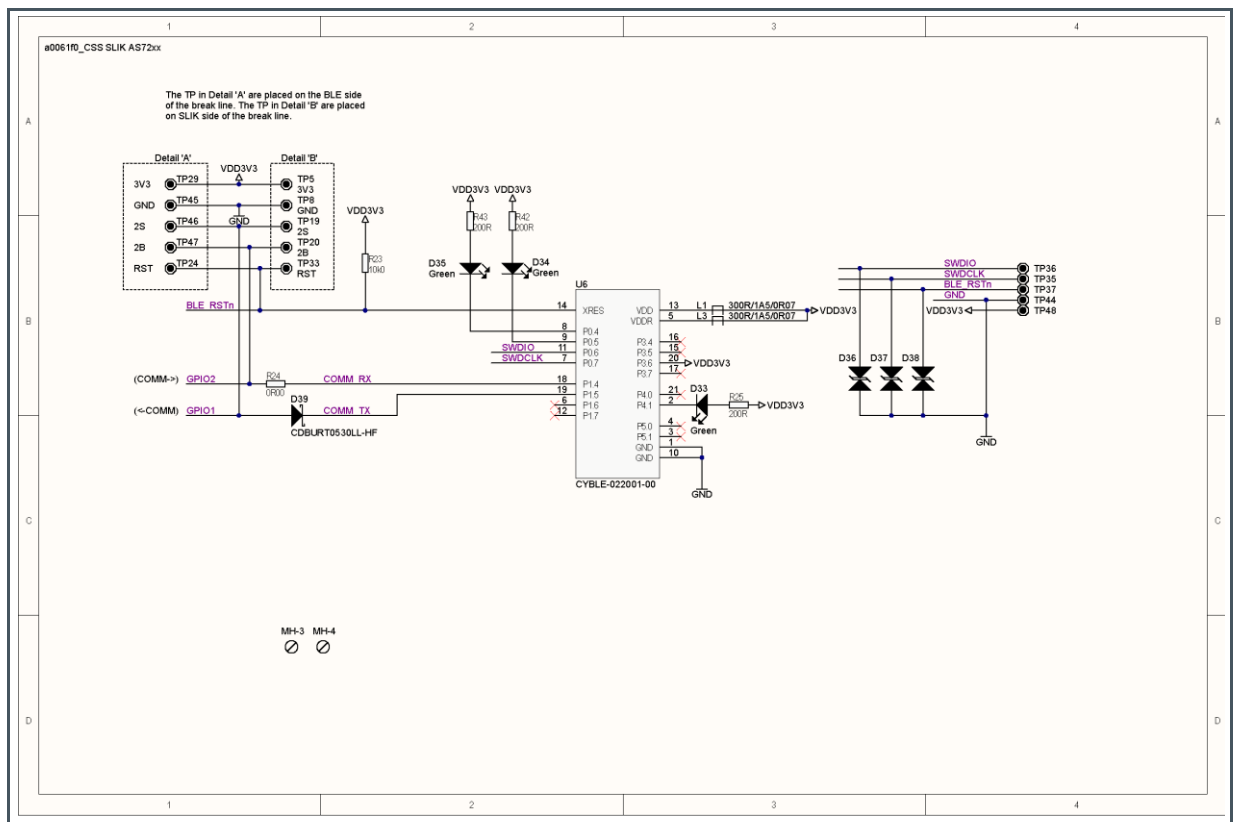 1 2 3 4
a0061f0_CSS SLIK AS72xx
The TP in Detail 'A' are placed on the BLE side
of the break line. The TP in Detail 'B' are placed
on SLIK side of the break line.
A A
Detail 'A' Detail 'B'
VDD3V3
3V3 TP29 TP5
3V3
GND TP45 TP8
GND
GND
2S TP46 TP19
2S
2B TP47 TP20
2B
RST TP24 TP33
RST
VDD3V3
R23
10k0
VDD3V3 VDD3V3
R43 R42
200R 200R
D35 D34
Green Green
B B
BLE_RSTn
SWDIO
SWDCLK
(COMM->) GPIO2 R24 COMM_RX
0R00
(<-COMM) GPIO1 D39 COMM_TX
CDBURT0530LL-HF
U6
14 XRES VDD 13 L1 300R/1A5/0R07
VDDR 5 L3 300R/1A5/0R07
VDD3V3
8 P0.4 P3.4 16
9 P0.5 P3.5 15
11 P0.6 P3.6 20 VDD3V3
7 P0.7 P3.7 17
18 P1.4 P4.0 21
19 P1.5 P4.1 2
6 P1.6 P5.0 4
12 P1.7 P5.1 3
GND 1
GND 10
CYBLE-022001-00
GND
D33
Green
R25
200R
VDD3V3
SWDIO TP36
SWDCLK TP35
BLE_RSTn TP37
GND TP44
VDD3V3 TP48
D36 D37 D38
GND
C C
MH-3 MH-4
D D
1 2 3 4